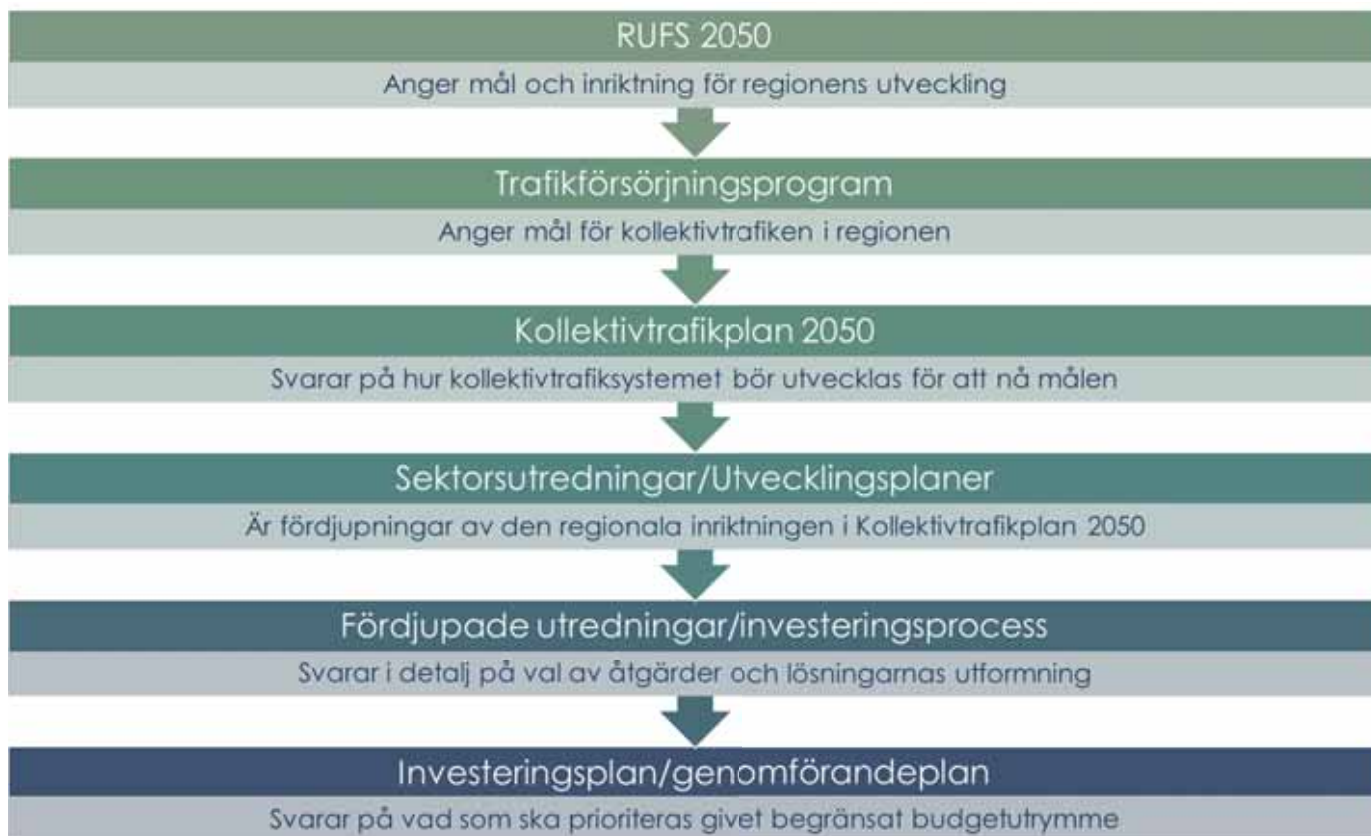 RUFS 2050
Anger mål och inriktning för regionens utveckling
Trafikförsörjningsprogram
Anger mål för kollektivtrafiken i regionen
Kollektivtrafikplan 2050
Svarar på hur kollektivtrafiksystemet bör utvecklas för att nå målen
Sektorsutredningar/Utvecklingsplaner
Är fördjupningar av den regionala inriktningen i Kollektivtrafikplan 2050
Fördjupade utredningar/investeringsprocess
Svarar i detalj på val av åtgärder och lösningarnas utformning
Investeringsplan/genomförandeplan
Svarar på vad som ska prioriteras givet begränsat budgetutrymme